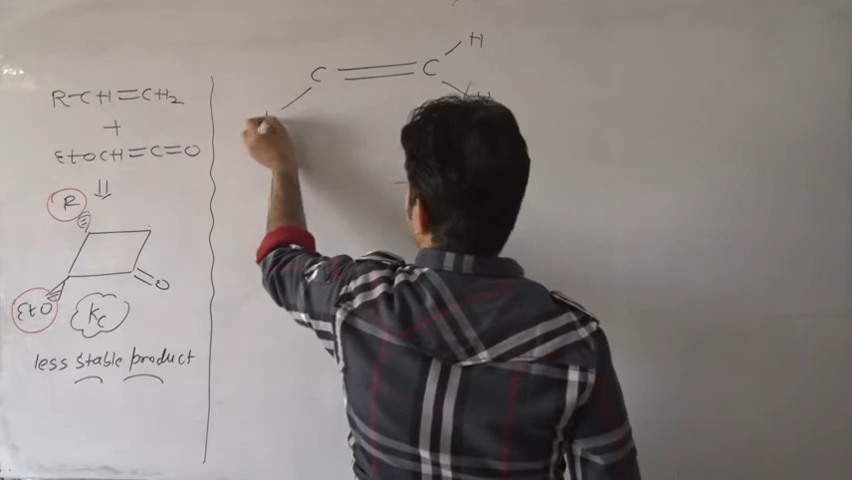 R-CH=CH2
+
EtOCH=C=O
⇓
R
O
EtO
Kc
less stable product
H
C=C